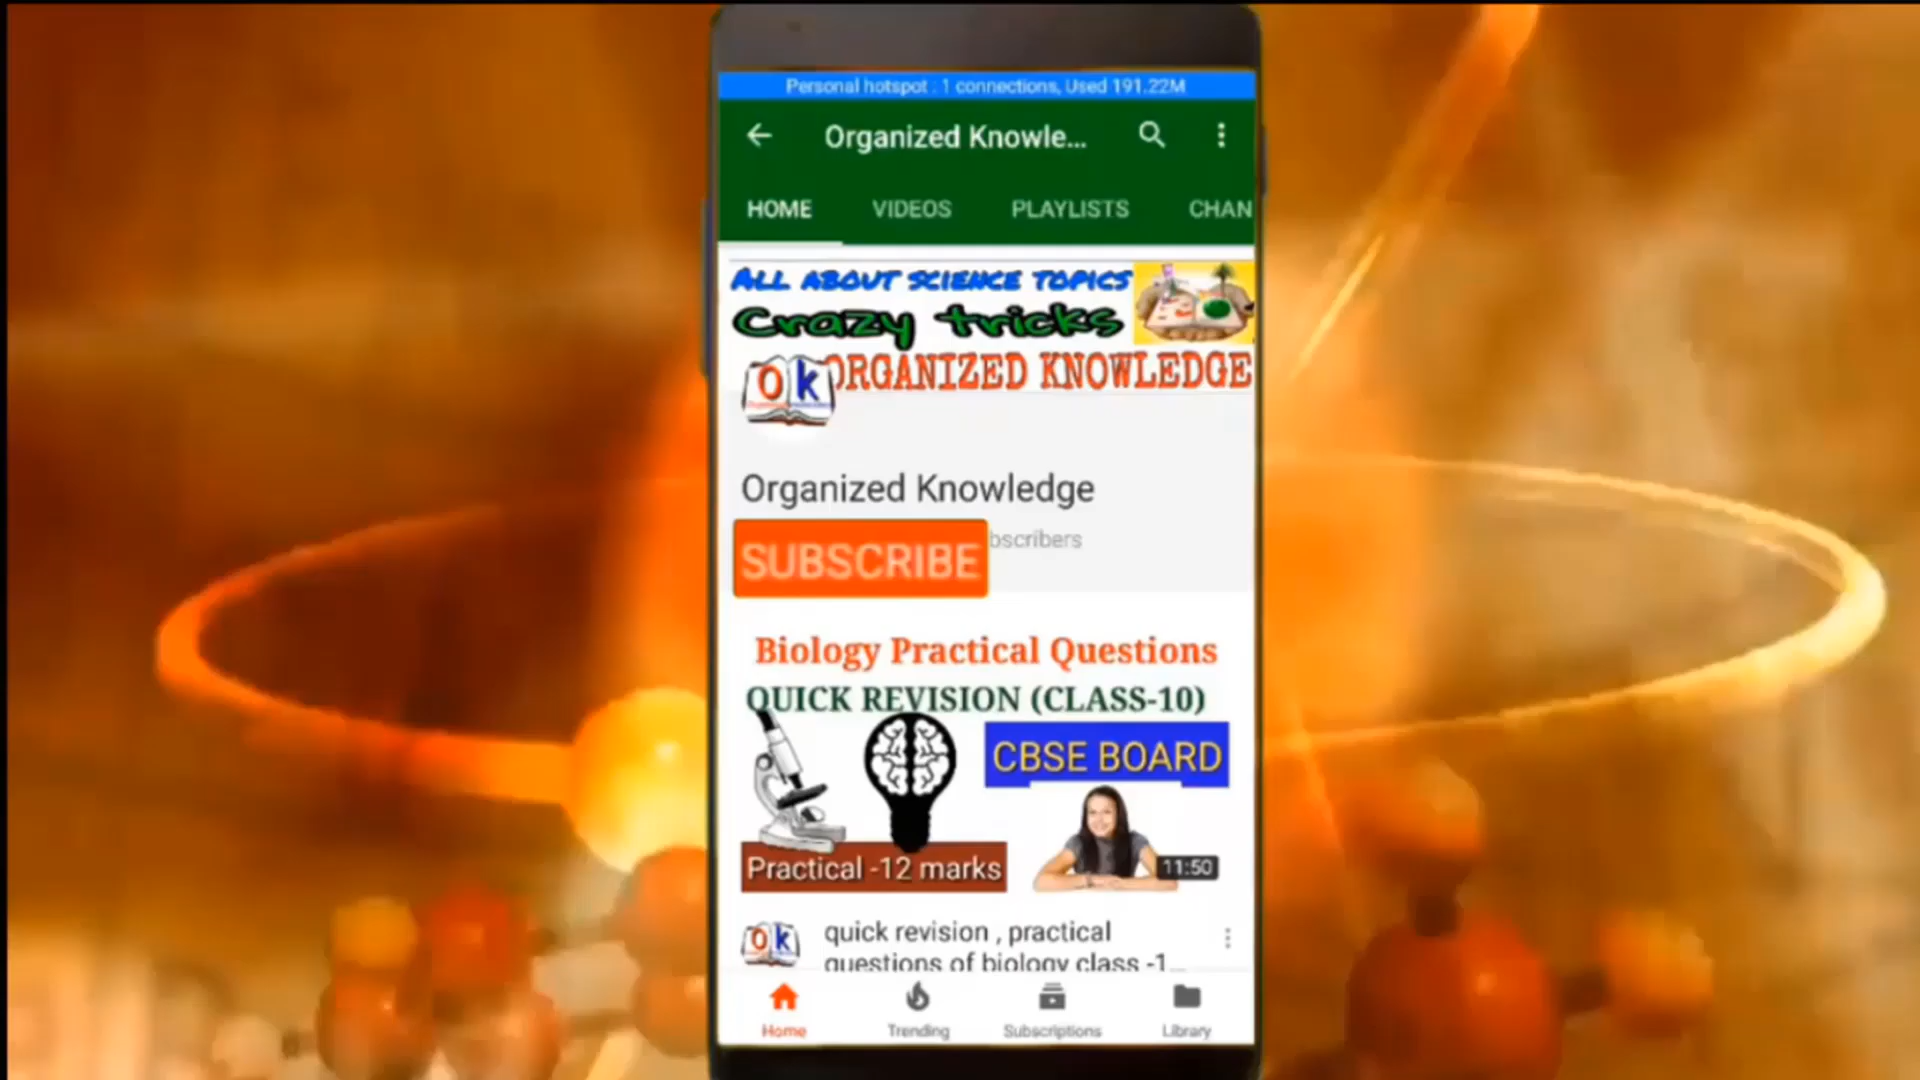 Personal hotspot : 1 connections, Used 191.22M
Organized Knowle...
HOME VIDEOS PLAYLISTS CHAN
ALL ABOUT SCIENCE TOPICS
Crazy tricks
Ok ORGANIZED KNOWLEDGE
Organized Knowledge
SUBSCRIBE bscribers
Biology Practical Questions
QUICK REVISION (CLASS-10)
CBSE BOARD
Practical -12 marks
11:50
Ok quick revision , practical
questions of biology class -1...
Home Trending Subscriptions Library